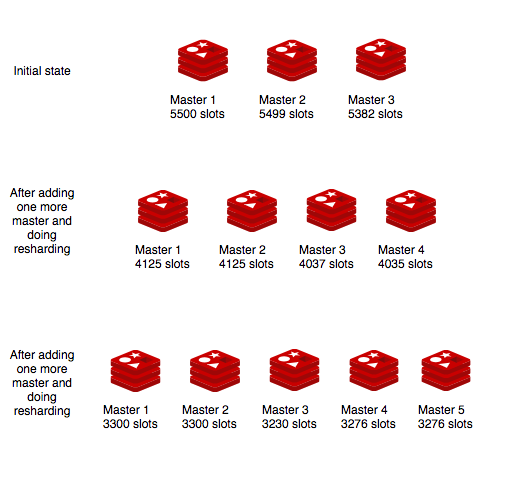 Initial state
Master 1
5500 slots
Master 2
5499 slots
Master 3
5382 slots
After adding
one more
master and
doing
resharding
Master 1
4125 slots
Master 2
4125 slots
Master 3
4037 slots
Master 4
4035 slots
After adding
one more
master and
doing
resharding
Master 1
3300 slots
Master 2
3300 slots
Master 3
3230 slots
Master 4
3276 slots
Master 5
3276 slots